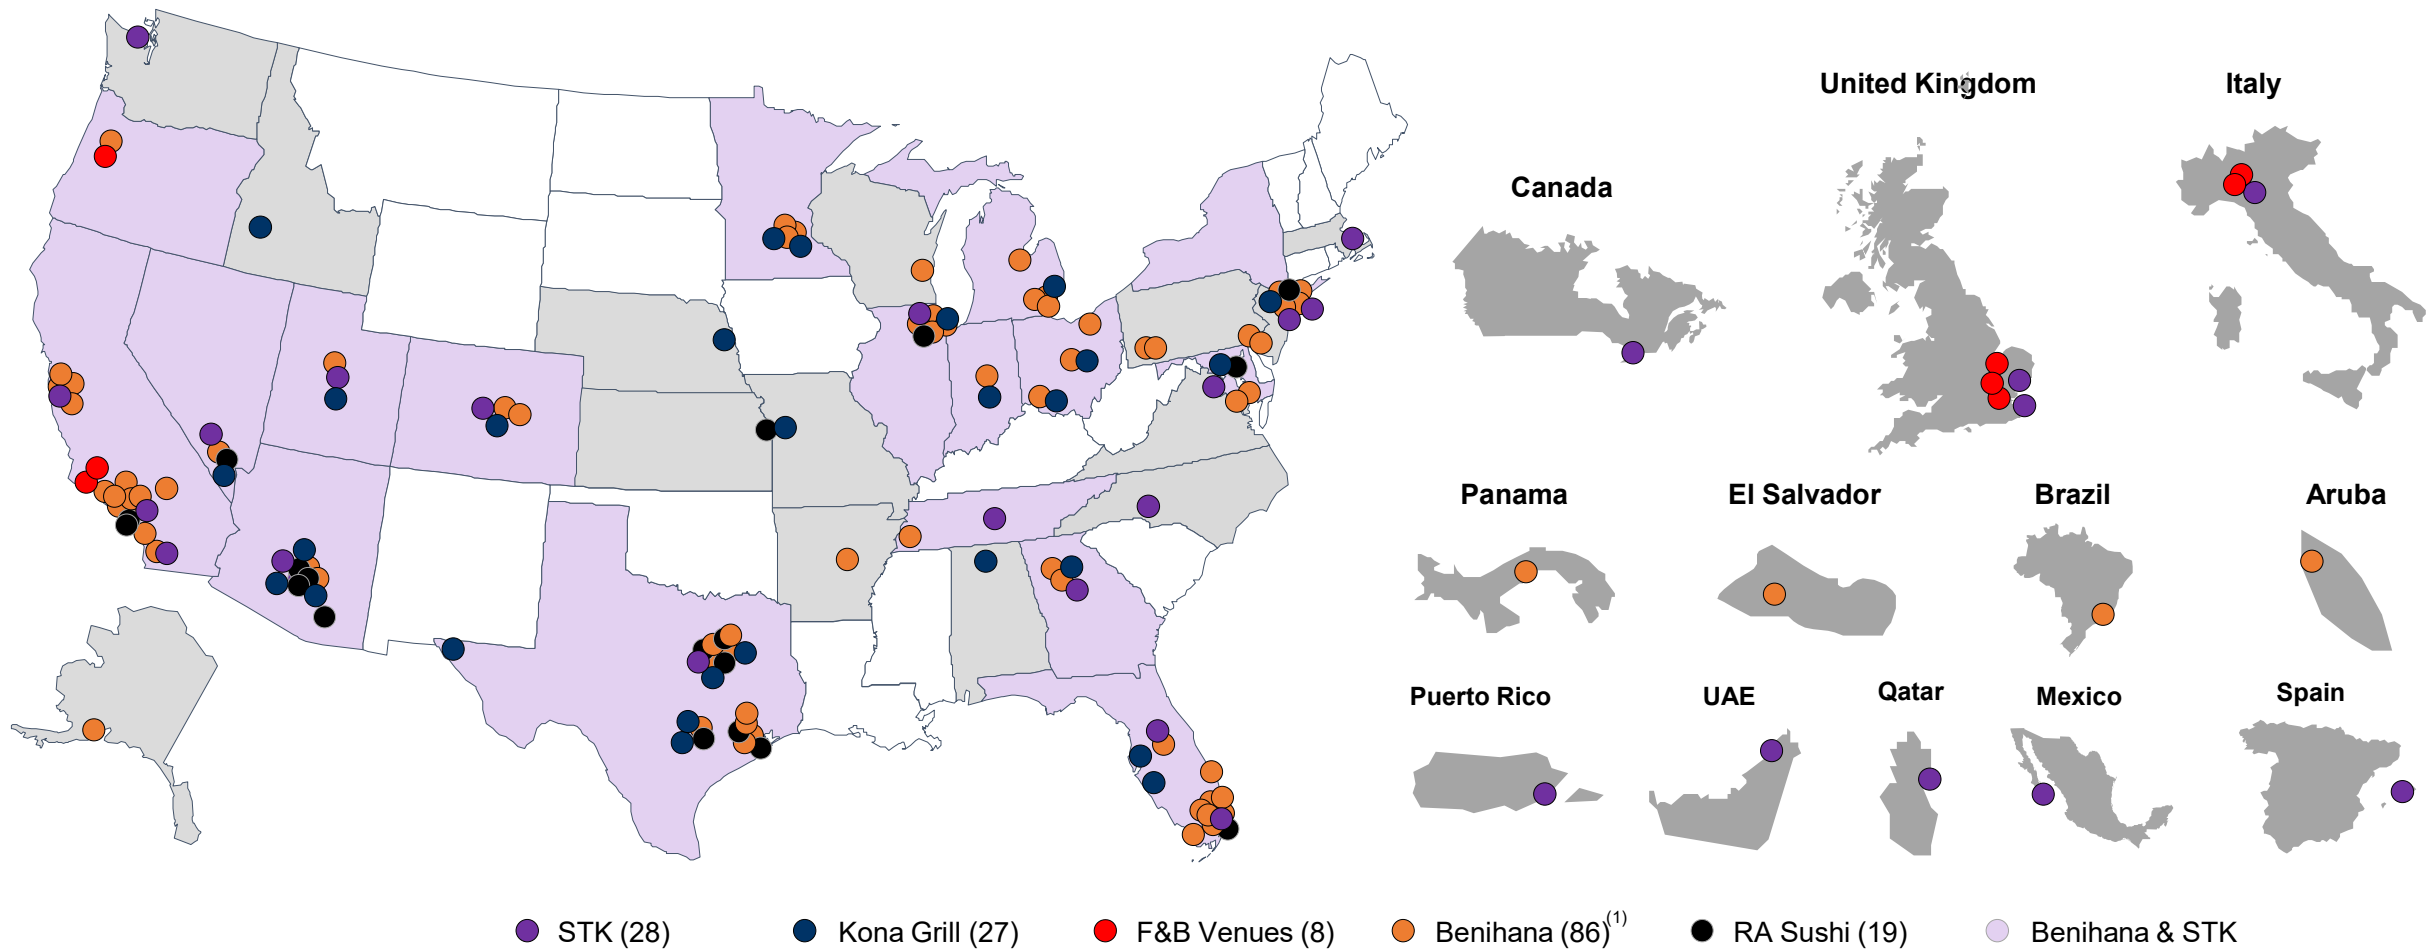 United Kingdom
Italy
Canada
Panama
El Salvador
Brazil
Aruba
Puerto Rico
UAE
Qatar
Mexico
Spain
STK (28)
Kona Grill (27)
F&B Venues (8)
Benihana (86)(1)
RA Sushi (19)
Benihana & STK